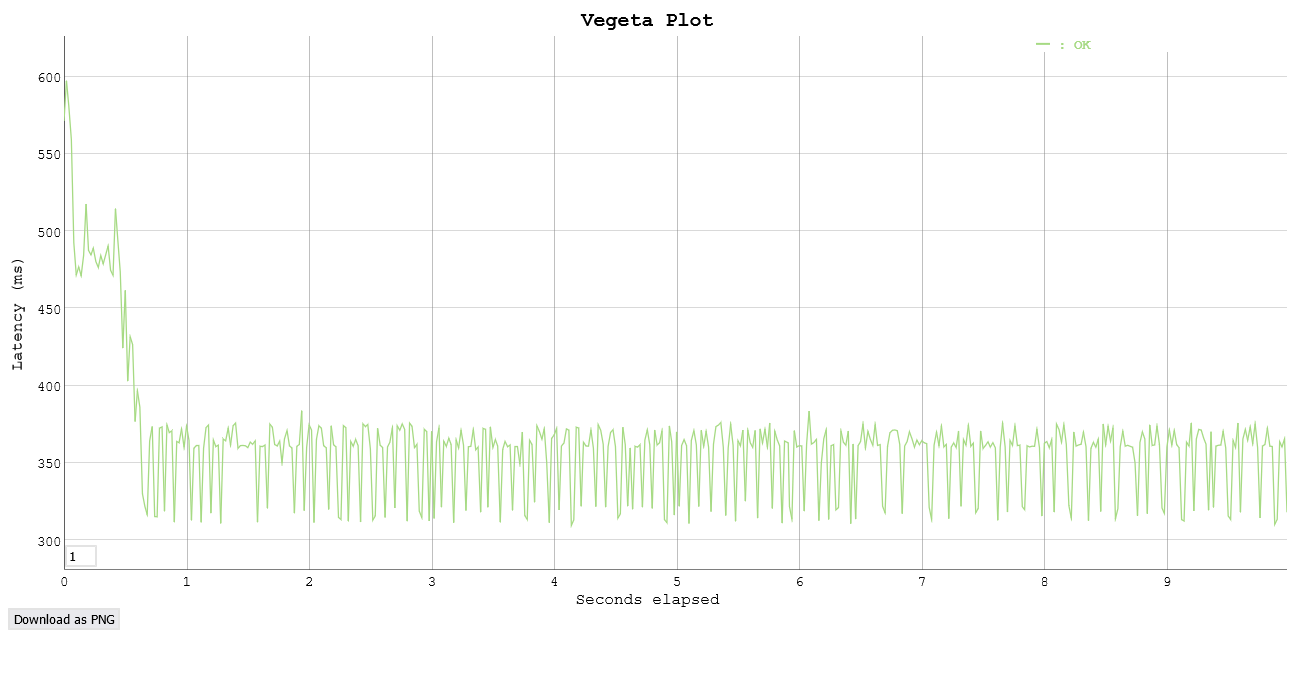 Vegeta Plot
: OK
600
550
500
450
400
350
300
Latency (ms)
1
0 1 2 3 4 5 6 7 8 9
Seconds elapsed
Download as PNG